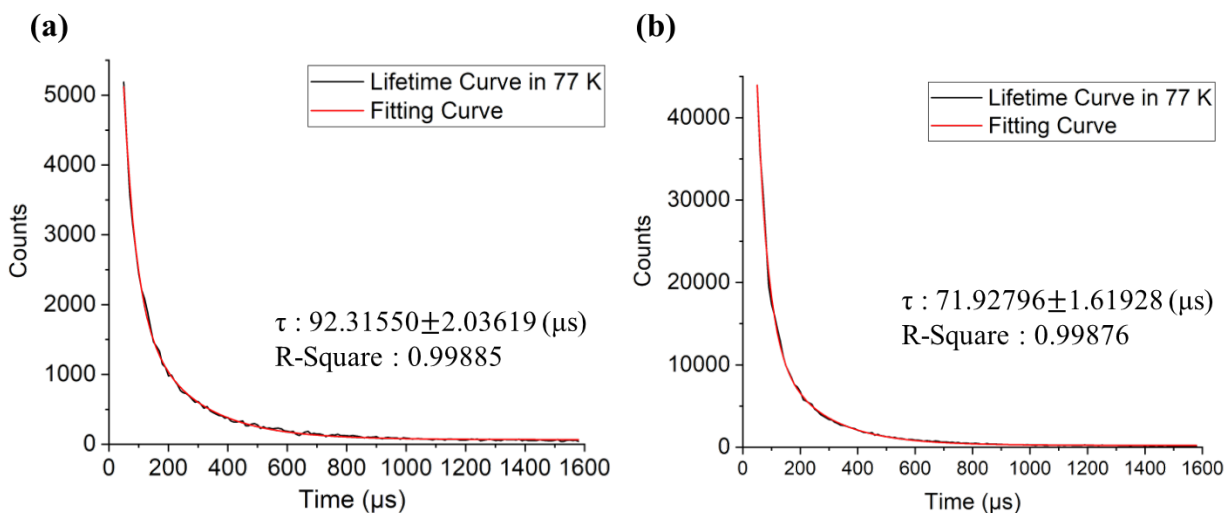 (a)
Lifetime Curve in 77 K
Fitting Curve
5000
4000
3000
2000
1000
0
Counts
τ : 92.31550±2.03619 (μs)
R-Square : 0.99885
0 200 400 600 800 1000 1200 1400 1600
Time (μs)
(b)
Lifetime Curve in 77 K
Fitting Curve
40000
30000
20000
10000
0
Counts
τ : 71.92796±1.61928 (μs)
R-Square : 0.99876
0 200 400 600 800 1000 1200 1400 1600
Time (μs)